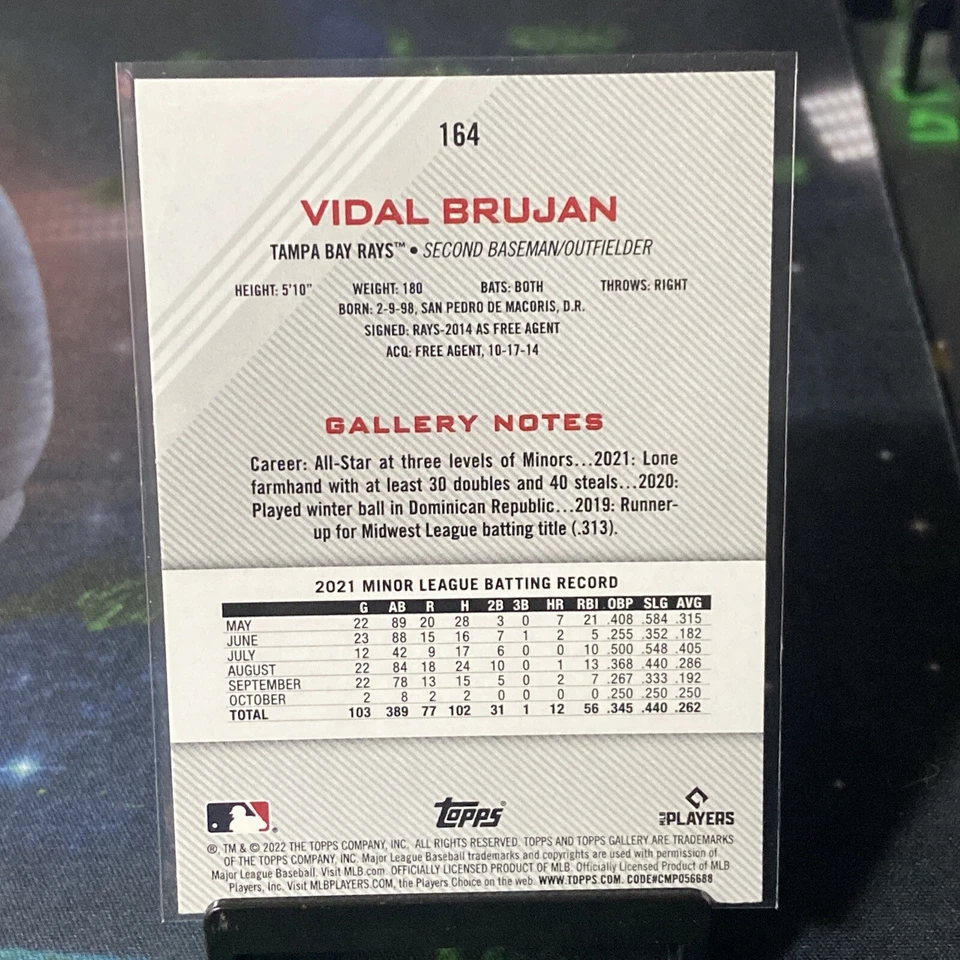 164
VIDAL BRUJAN
TAMPA BAY RAYS™ • SECOND BASEMAN/OUTFIELDER
HEIGHT: 5'10" WEIGHT: 180 BATS: BOTH THROWS: RIGHT
BORN: 2-9-98, SAN PEDRO DE MACORIS, D.R.
SIGNED: RAYS-2014 AS FREE AGENT
ACQ: FREE AGENT, 10-17-14
GALLERY NOTES
Career: All-Star at three levels of Minors...2021: Lone
farmhand with at least 30 doubles and 40 steals...2020:
Played winter ball in Dominican Republic...2019: Runner-
up for Midwest League batting title (.313).
2021 MINOR LEAGUE BATTING RECORD
G AB R H 2B 3B HR RBI OBP SLG AVG
MAY 22 89 20 28 3 0 7 21 .408 .584 .315
JUNE 23 88 15 16 7 1 2 5 .255 .352 .182
JULY 12 42 9 17 6 0 0 10 .500 .548 .405
AUGUST 22 84 18 24 10 0 1 13 .368 .440 .286
SEPTEMBER 22 78 13 15 5 0 2 7 .267 .333 .192
OCTOBER 2 8 2 2 0 0 0 0 .250 .250 .250
TOTAL 103 389 77 102 31 1 12 56 .345 .440 .262
Topps®
MLB PLAYERS
®, TM & © 2022 THE TOPPS COMPANY, INC. ALL RIGHTS RESERVED. TOPPS AND TOPPS GALLERY ARE TRADEMARKS
OF THE TOPPS COMPANY, INC. Major League Baseball trademarks and copyrights are used with permission of
Major League Baseball. Visit MLB.com. OFFICIALLY LICENSED PRODUCT OF MLB. Officially Licensed Product of MLB
Players, Inc. Visit MLBPLAYERS.COM, the Players Choice on the web. WWW.TOPPS.COM. CODE#CMP056688